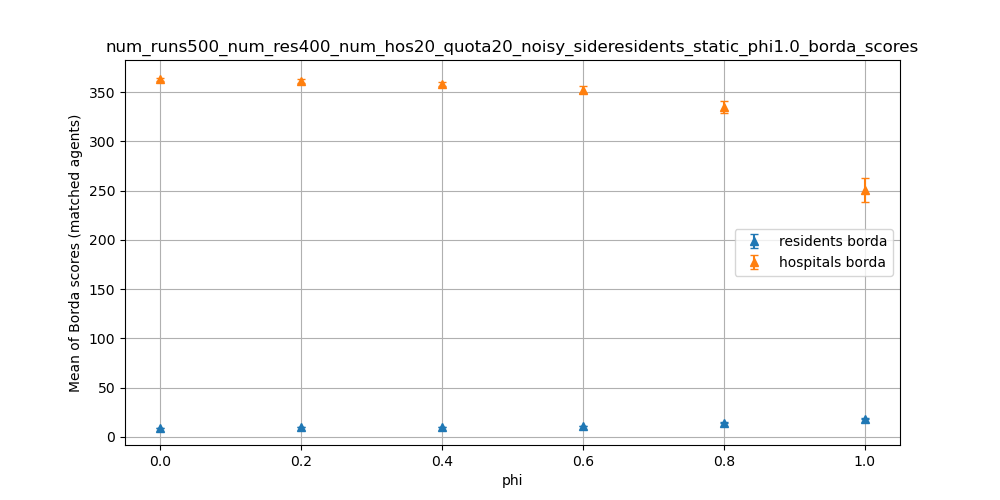 num_runs500_num_res400_num_hos20_quota20_noisy_sideresidents_static_phi1.0_borda_scores
Mean of Borda scores (matched agents)
350
300
250
200
150
100
50
0
residents borda
hospitals borda
0.0 0.2 0.4 0.6 0.8 1.0
phi